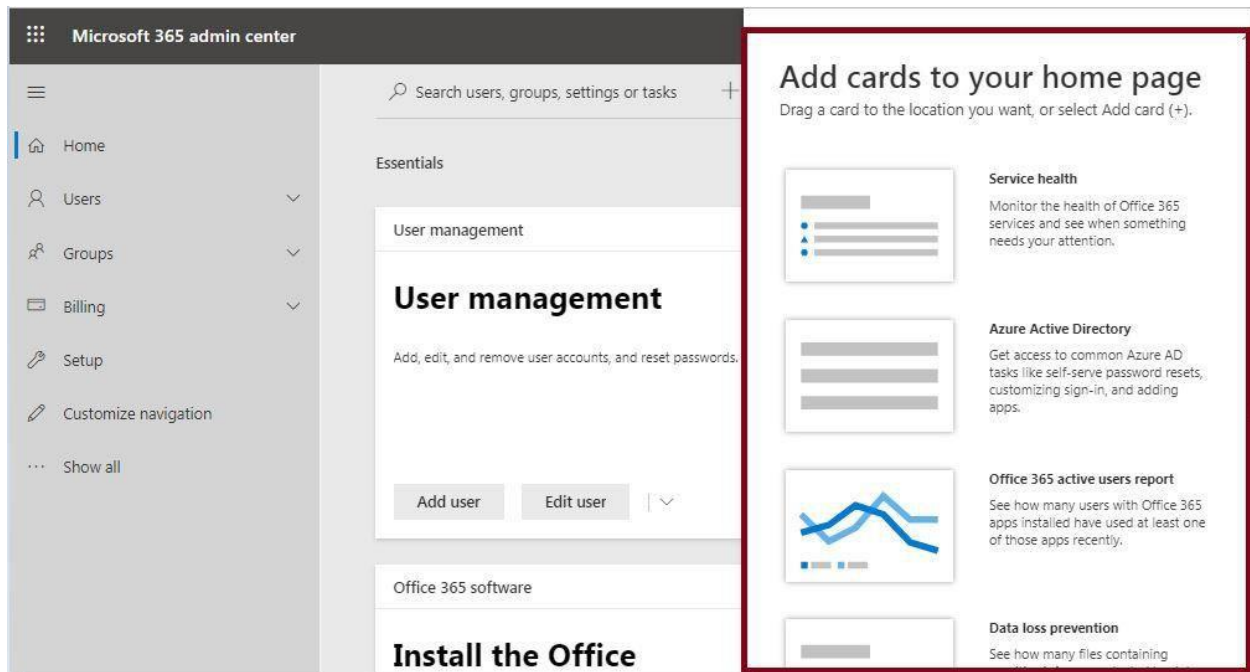 Microsoft 365 admin center
Search users, groups, settings or tasks
Home
Users
Groups
Billing
Setup
Customize navigation
Show all
Essentials
User management
User management
Add, edit, and remove user accounts, and reset passwords.
Add user
Edit user
Office 365 software
Install the Office
Add cards to your home page
Drag a card to the location you want, or select Add card (+).
Service health
Monitor the health of Office 365
services and see when something
needs your attention.
Azure Active Directory
Get access to common Azure AD
tasks like self-serve password resets,
customizing sign-in, and adding
apps.
Office 365 active users report
See how many users with Office 365
apps installed have used at least one
of those apps recently.
Data loss prevention
See how many files containing